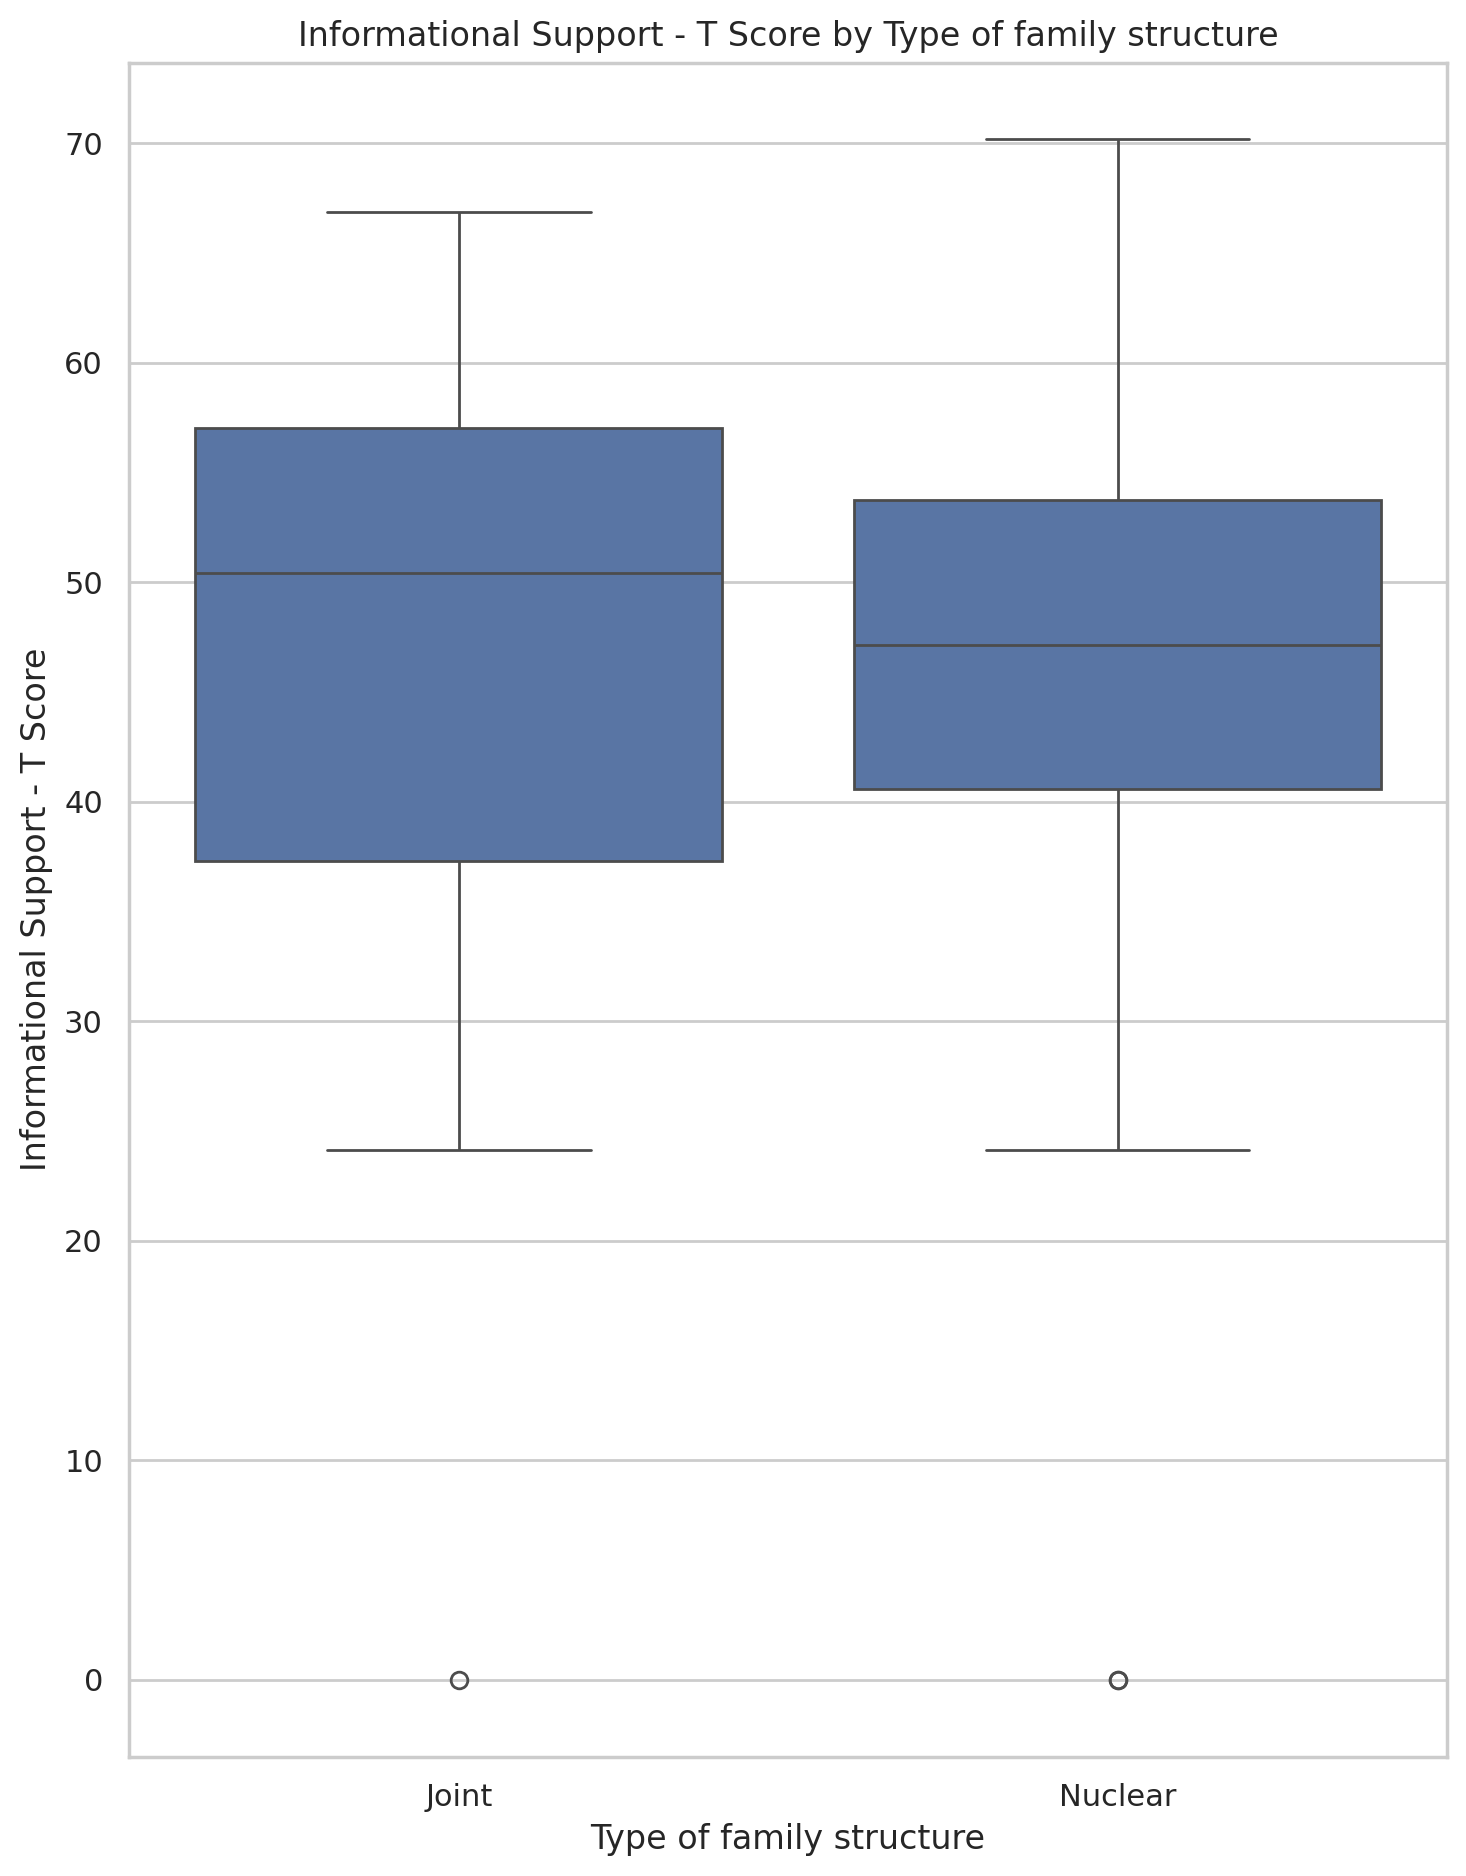 Informational Support - T Score by Type of family structure
Informational Support - T Score
70
60
50
40
30
20
10
0
Joint
Nuclear
Type of family structure